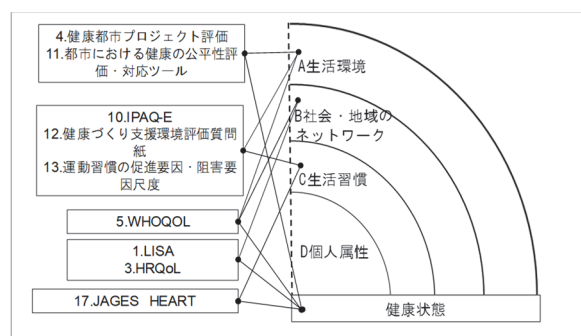 4.健康都市プロジェクト評価
11.都市における健康の公平性評
価・対応ツール
10.IPAQ-E
12.健康づくり支援環境評価質問
紙
13.運動習慣の促進要因・阻害要
因尺度
5.WHOQOL
1.LISA
3.HRQoL
17.JAGES HEART
A生活環境
B社会・地域の
ネットワーク
C生活習慣
D個人属性
健康状態